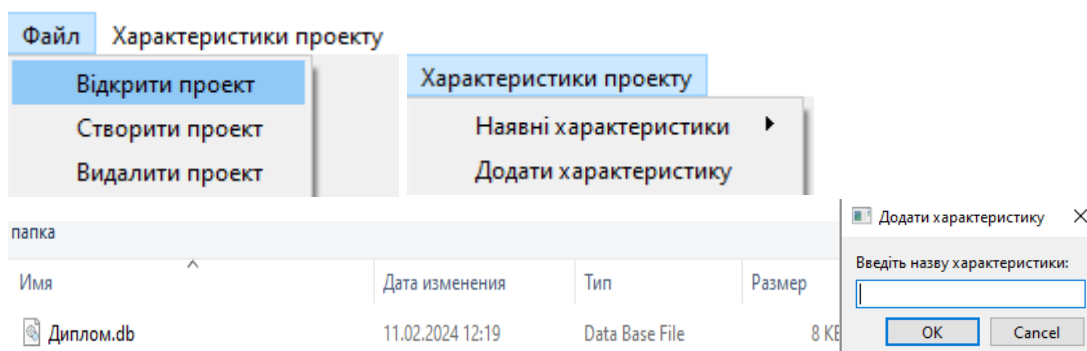 Файл Характеристики проекту
Відкрити проект
Створити проект
Видалити проект
Характеристики проекту
Наявні характеристики
Додати характеристику
папка
Имя Дата изменения Тип Размер
Диплом.db 11.02.2024 12:19 Data Base File 8 КБ
Додати характеристику
Введіть назву характеристики:
OK Cancel